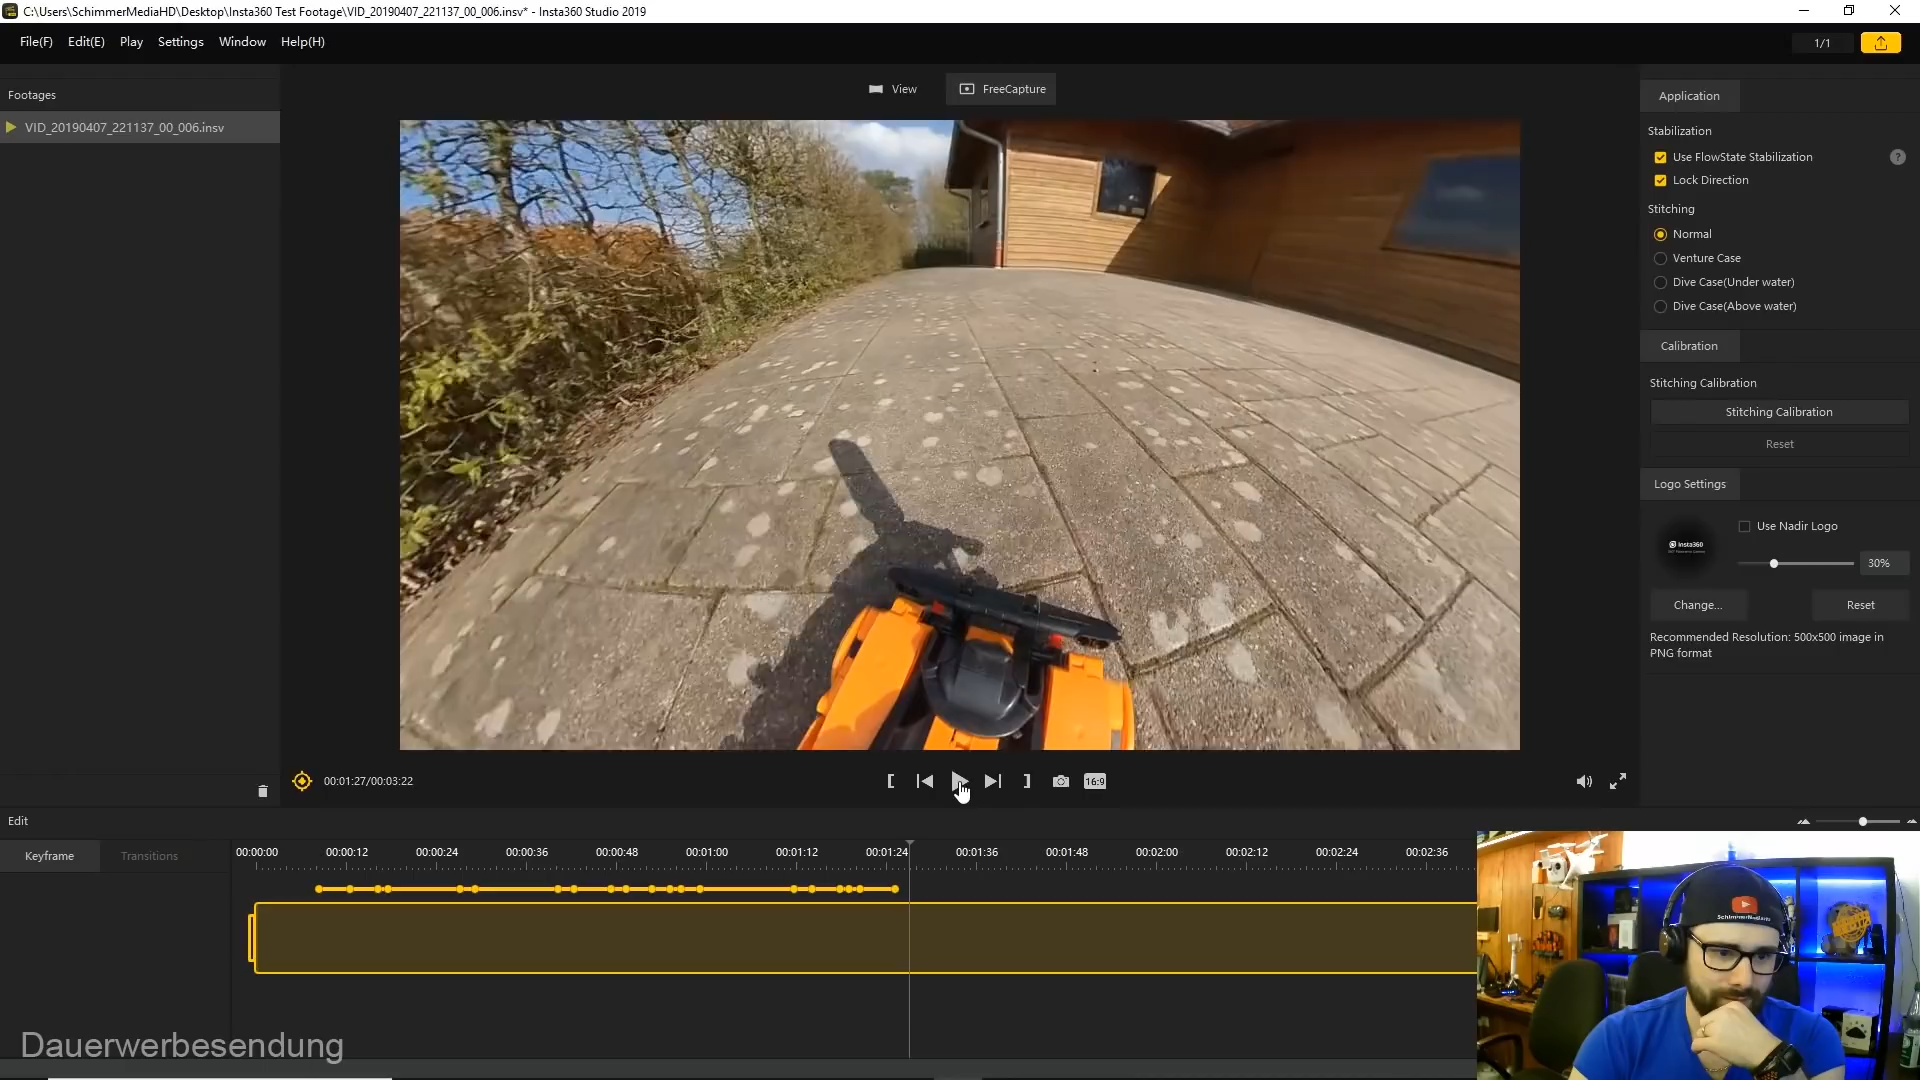 C:\Users\SchimmerMediaHD\Desktop\Insta360 Test Footage\VID_20190407_221137_00_006.insv* - Insta360 Studio 2019
File(F) Edit(E) Play Settings Window Help(H)
1/1
Footages
VID_20190407_221137_00_006.insv
View FreeCapture
Application
Stabilization
Use FlowState Stabilization ?
Lock Direction
Stitching
Normal
Venture Case
Dive Case(Under water)
Dive Case(Above water)
Calibration
Stitching Calibration
Stitching Calibration
Reset
Logo Settings
Insta360
Use Nadir Logo
30%
Change... Reset
Recommended Resolution: 500x500 image in
PNG format
00:01:27/00:03:22
16:9
Edit
Keyframe Transitions
00:00:00 00:00:12 00:00:24 00:00:36 00:00:48 00:01:00 00:01:12 00:01:24 00:01:36 00:01:48 00:02:00 00:02:12 00:02:24 00:02:36
Dauerwerbesendung